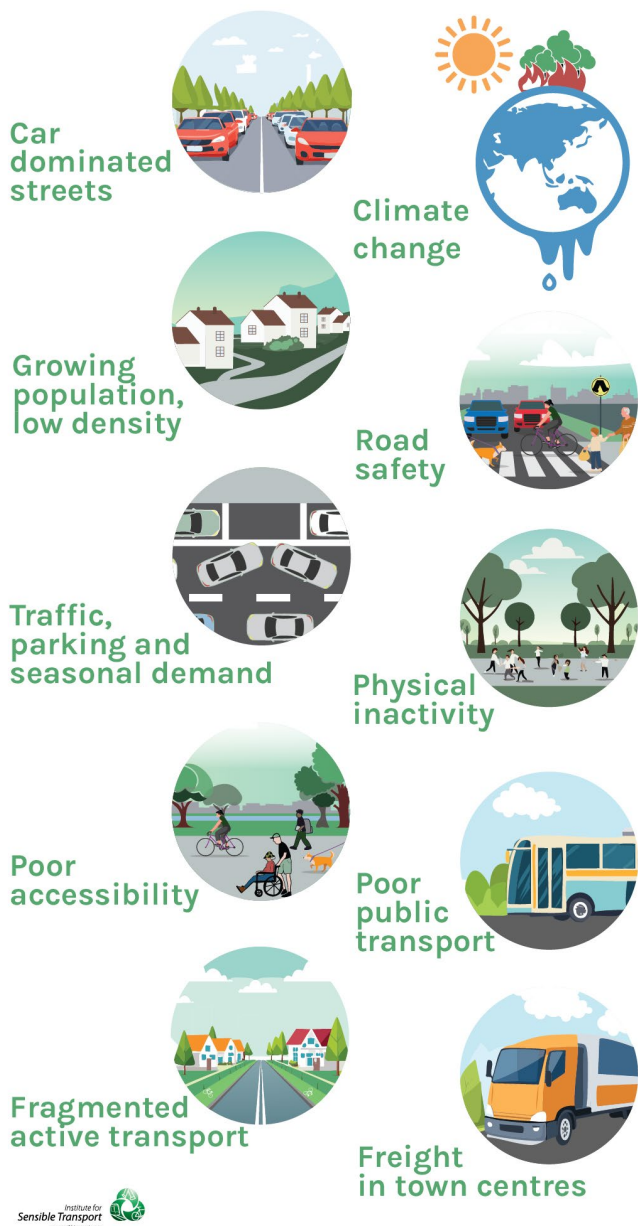 Car
dominated
streets
Climate
change
Growing
population,
low density
Road
safety
Traffic,
parking and
seasonal demand
Physical
inactivity
Poor
accessibility
Poor
public
transport
Fragmented
active transport
Freight
in town centres
Institute for
Sensible Transport